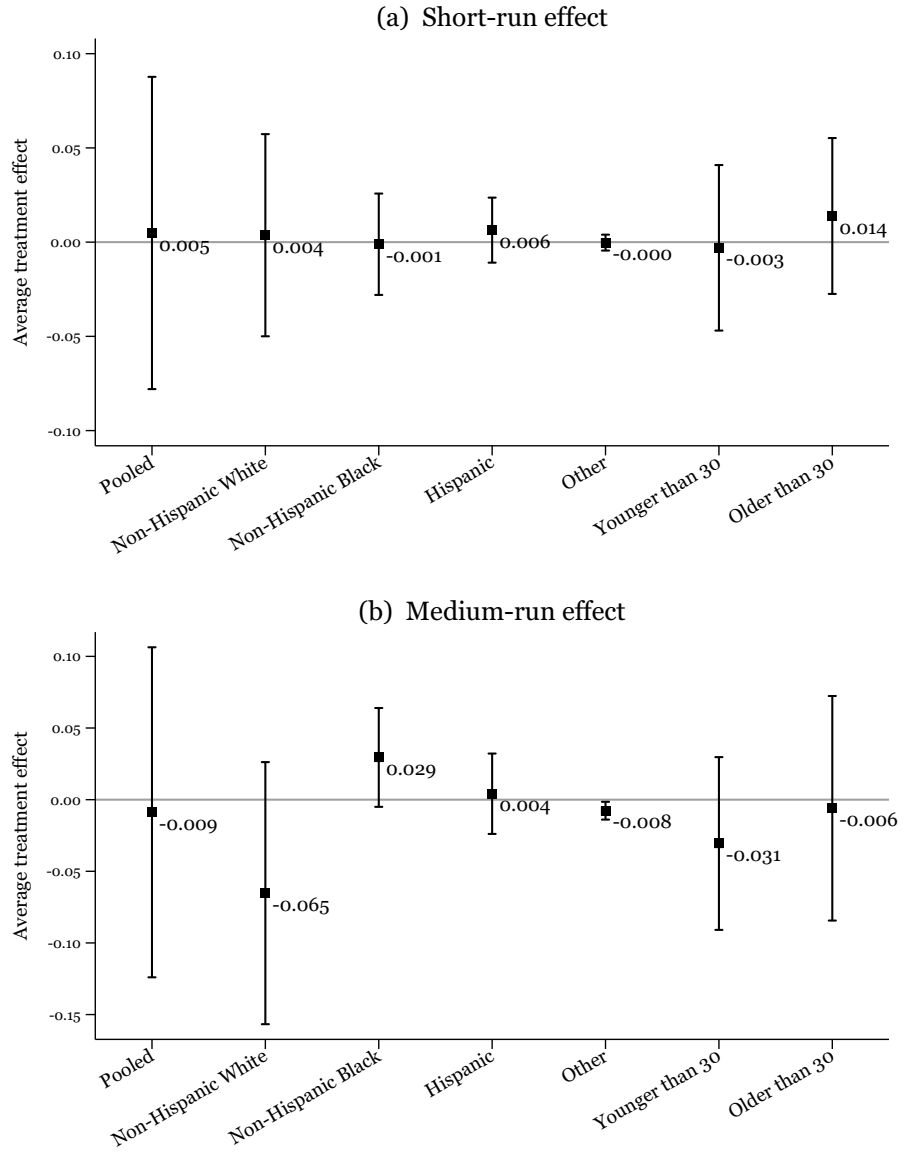 (a) Short-run effect
Average treatment effect
0.10
0.05
0.00
-0.05
-0.10
0.005
0.004
-0.001
0.006
-0.000
-0.003
0.014
Pooled
Non-Hispanic White
Non-Hispanic Black
Hispanic
Other
Younger than 30
Older than 30
(b) Medium-run effect
Average treatment effect
0.10
0.05
0.00
-0.05
-0.10
-0.15
-0.009
-0.065
0.029
0.004
-0.008
-0.031
-0.006
Pooled
Non-Hispanic White
Non-Hispanic Black
Hispanic
Other
Younger than 30
Older than 30